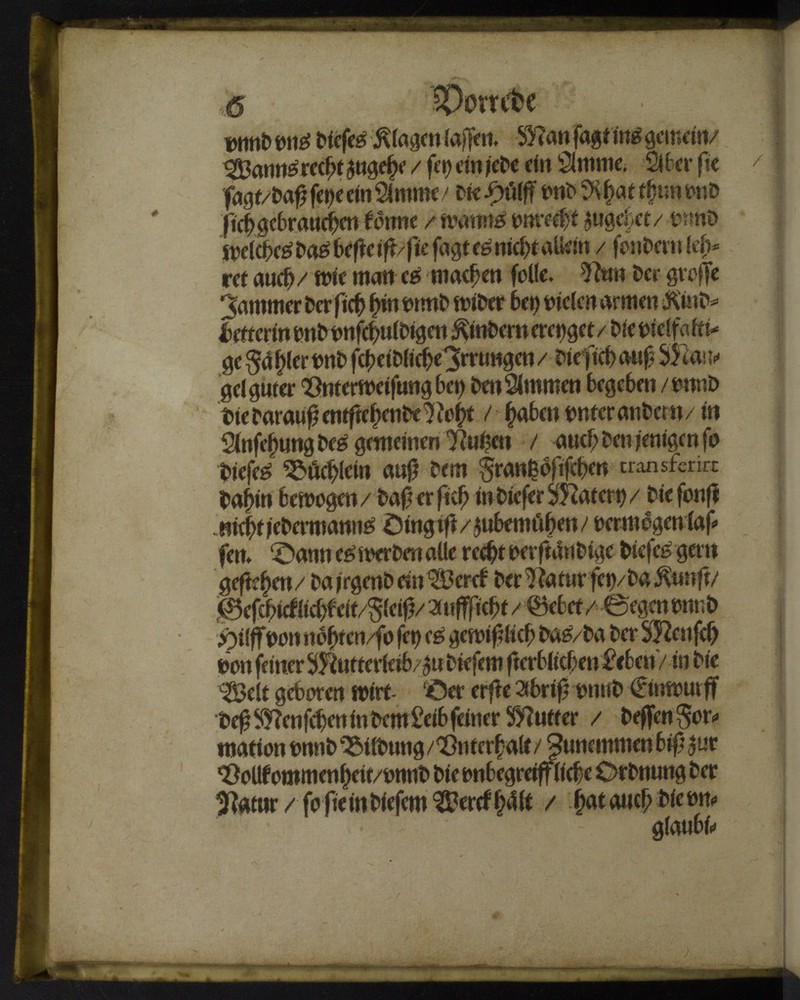 6 Vorrede
vnnd vns dieses Klagen lassen. Man sagt ins gemein/
Wanns recht zugehe / sey ein jede ein Amme. Aber sie
sagt/daß seye ein Amme / die Hülff vnd Rhat thun vnd
sich gebrauchen könne / wanns vnrecht zugehet / vnnd
welches das beste ist/sie sagt es nicht allein / sondern leh-
ret auch / wie man es machen solle. Nun der grosse
Jammer der sich hin vnnd wider bey vielen armen Kind-
betterin vnd vnschuldigen Kindern ereyget / die vielfalti-
ge Fähler vnd scheidliche Irrungen / die sich auß Man-
gel guter Vnterweisung bey den Ammen begeben / vnnd
die darauß entstehende Noht / haben vnter andern / in
Ansehung des gemeinen Nutzen / auch den jenigen so
dieses Büchlein auß dem Frantzösischen transferirt
dahin bewogen / daß er sich in dieser Matery / die sonst
nicht jedermanns Ding ist / zubemühen / vermögen las-
sen. Dann es werden alle recht verständige dieses gern
gestehen / da jrgend ein Werck der Natur sey/da Kunst/
Geschicklichkeit/Fleiß/Auffsicht / Gebet / Segen vnnd
Hilff von nöhten/so sey es gewißlich das/da der Mensch
von seiner Mutterleib/zu diesem sterblichen Leben / in die
Welt geboren wirt. Der erste Abriß vnnd Einwurff
deß Menschen in dem Leib seiner Mutter / dessen For-
mation vnnd Bildung / Vnterhalt / Zunemmen biß zur
Vollkommenheit/vnnd die vnbegreiffliche Ordnung der
Natur / so sie in diesem Werck hält / hat auch die vn-
glaubi-